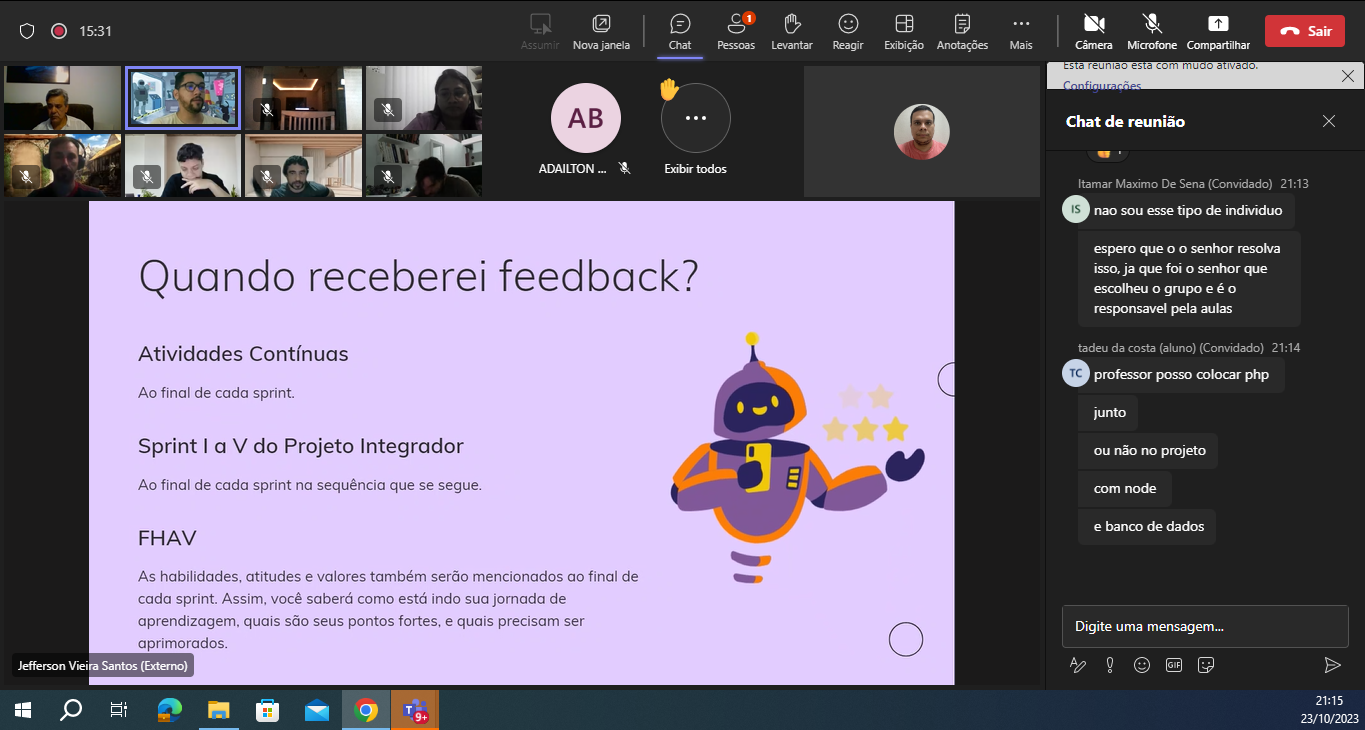 15:31
Assumir
Nova janela
Chat
1
Pessoas
Levantar
Reagir
Exibição
Anotações
Mais
Câmera
Microfone
Compartilhar
Sair
AB
ADAILTON ...
Exibir todos
Esta reunião está com mudo ativado.
Configurações
Chat de reunião
Itamar Maximo De Sena (Convidado) 21:13
IS
nao sou esse tipo de individuo
espero que o o senhor resolva
isso, ja que foi o senhor que
escolheu o grupo e é o
responsavel pela aulas
tadeu da costa (aluno) (Convidado) 21:14
TC
professor posso colocar php
junto
ou não no projeto
com node
e banco de dados
Digite uma mensagem...
GIF
Quando receberei feedback?
Atividades Contínuas
Ao final de cada sprint.
Sprint I a V do Projeto Integrador
Ao final de cada sprint na sequência que se segue.
FHAV
As habilidades, atitudes e valores também serão mencionados ao final de
cada sprint. Assim, você saberá como está indo sua jornada de
aprendizagem, quais são seus pontos fortes, e quais precisam ser
aprimorados.
Jefferson Vieira Santos (Externo)
T
9+
21:15
23/10/2023